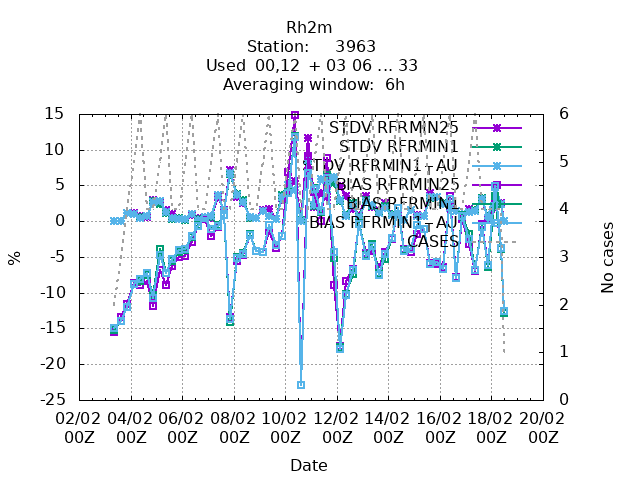 Rh2m
Station: 3963
Used 00,12 + 03 06 ... 33
Averaging window: 6h
15
10
5
0
-5
-10
-15
-20
-25
%
6
5
4
3
2
1
0
No cases
STDV RFRMIN25
STDV RFRMIN1
STDV RFRMIN1-AU
BIAS RFRMIN25
BIAS RFRMIN1
BIAS RFRMIN1-AU
CASES
02/02 04/02 06/02 08/02 10/02 12/02 14/02 16/02 18/02 20/02
00Z 00Z 00Z 00Z 00Z 00Z 00Z 00Z 00Z 00Z
Date